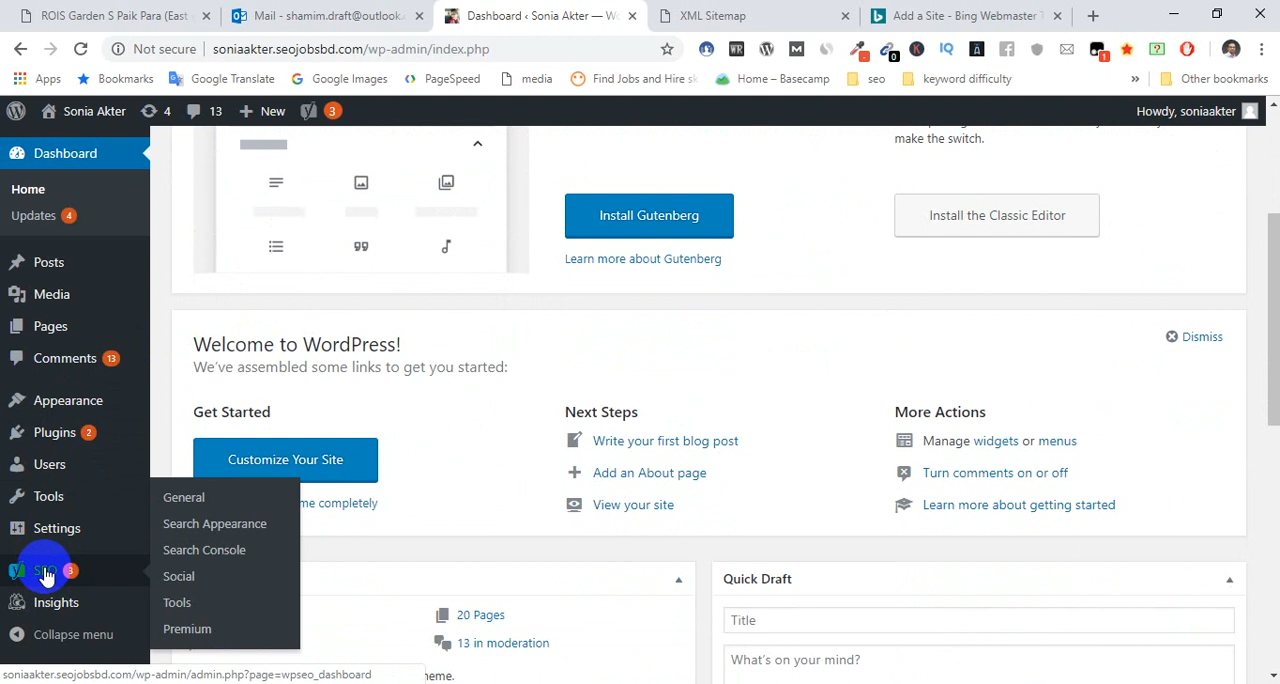 ROIS Garden S Paik Para (East
Mail - shamim.draft@outlook.
Dashboard ‹ Sonia Akter — Wo
XML Sitemap
Add a Site - Bing Webmaster T
Not secure
soniaakter.seojobsbd.com/wp-admin/index.php
Apps
Bookmarks
Google Translate
Google Images
PageSpeed
media
Find Jobs and Hire sk
Home – Basecamp
seo
keyword difficulty
»
Other bookmarks
Sonia Akter
4
13
New
3
Howdy, soniaakter
Dashboard
Home
Updates 4
Posts
Media
Pages
Comments 13
Appearance
Plugins 2
Users
Tools
Settings
SEO 3
Insights
Collapse menu
General
Search Appearance
Search Console
Social
Tools
Premium
make the switch.
Install Gutenberg
Learn more about Gutenberg
Install the Classic Editor
Welcome to WordPress!
We've assembled some links to get you started:
Dismiss
Get Started
Customize Your Site
me completely
Next Steps
Write your first blog post
Add an About page
View your site
More Actions
Manage widgets or menus
Turn comments on or off
Learn more about getting started
20 Pages
13 in moderation
heme.
Quick Draft
Title
What's on your mind?
soniaakter.seojobsbd.com/wp-admin/admin.php?page=wpseo_dashboard